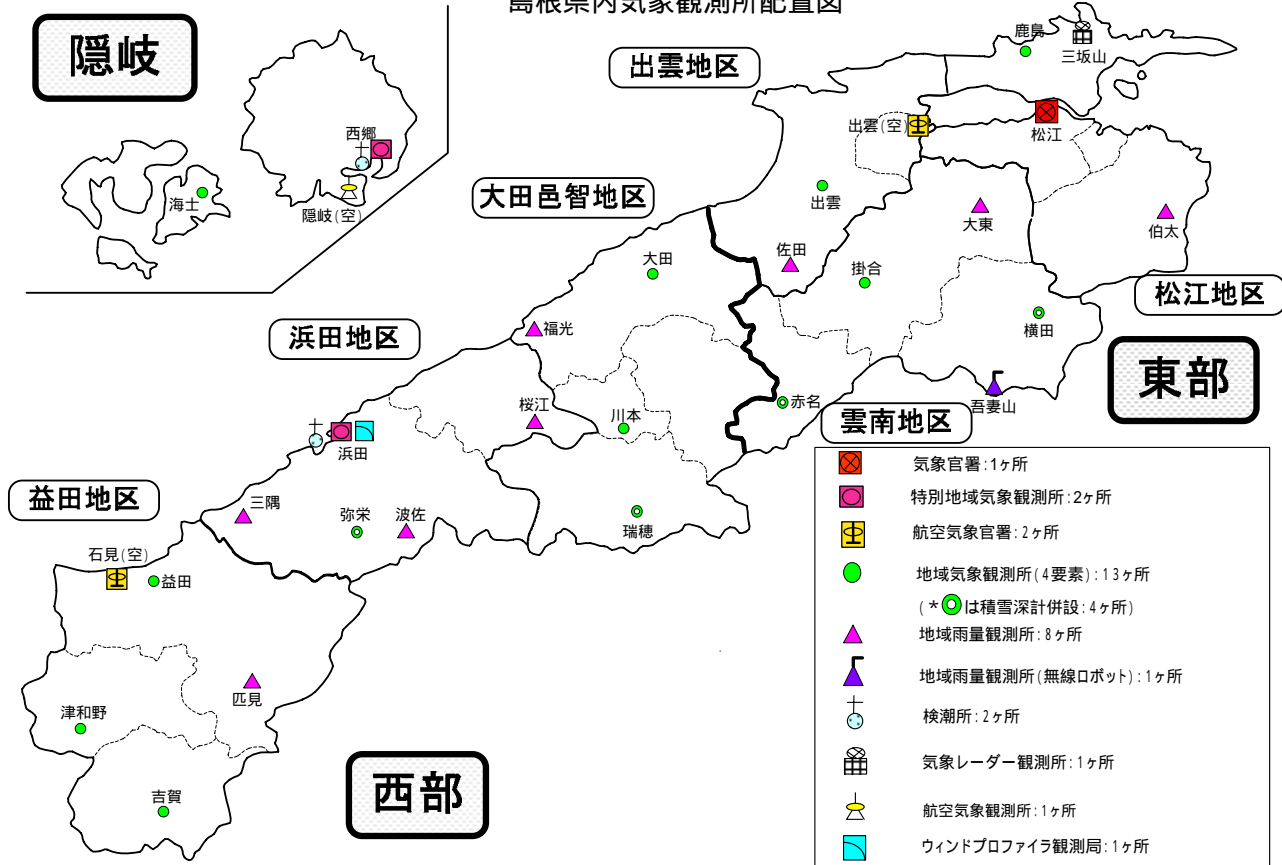 島根県内気象観測所配置図
隠岐
西郷
海士
隠岐(空)
出雲地区
鹿島
三坂山
出雲(空)
松江
大田邑智地区
出雲
大東
伯太
佐田
掛合
大田
松江地区
横田
浜田地区
福光
東部
吾妻山
赤名
桜江
川本
雲南地区
浜田
益田地区
三隅
弥栄
波佐
瑞穂
石見(空)
益田
匹見
津和野
吉賀
西部
気象官署:1ヶ所
特別地域気象観測所:2ヶ所
航空気象官署:2ヶ所
地域気象観測所(4要素):13ヶ所
(*◎は積雪深計併設:4ヶ所)
地域雨量観測所:8ヶ所
地域雨量観測所(無線ロボット):1ヶ所
検潮所:2ヶ所
気象レーダー観測所:1ヶ所
航空気象観測所:1ヶ所
ウィンドプロファイラ観測局:1ヶ所